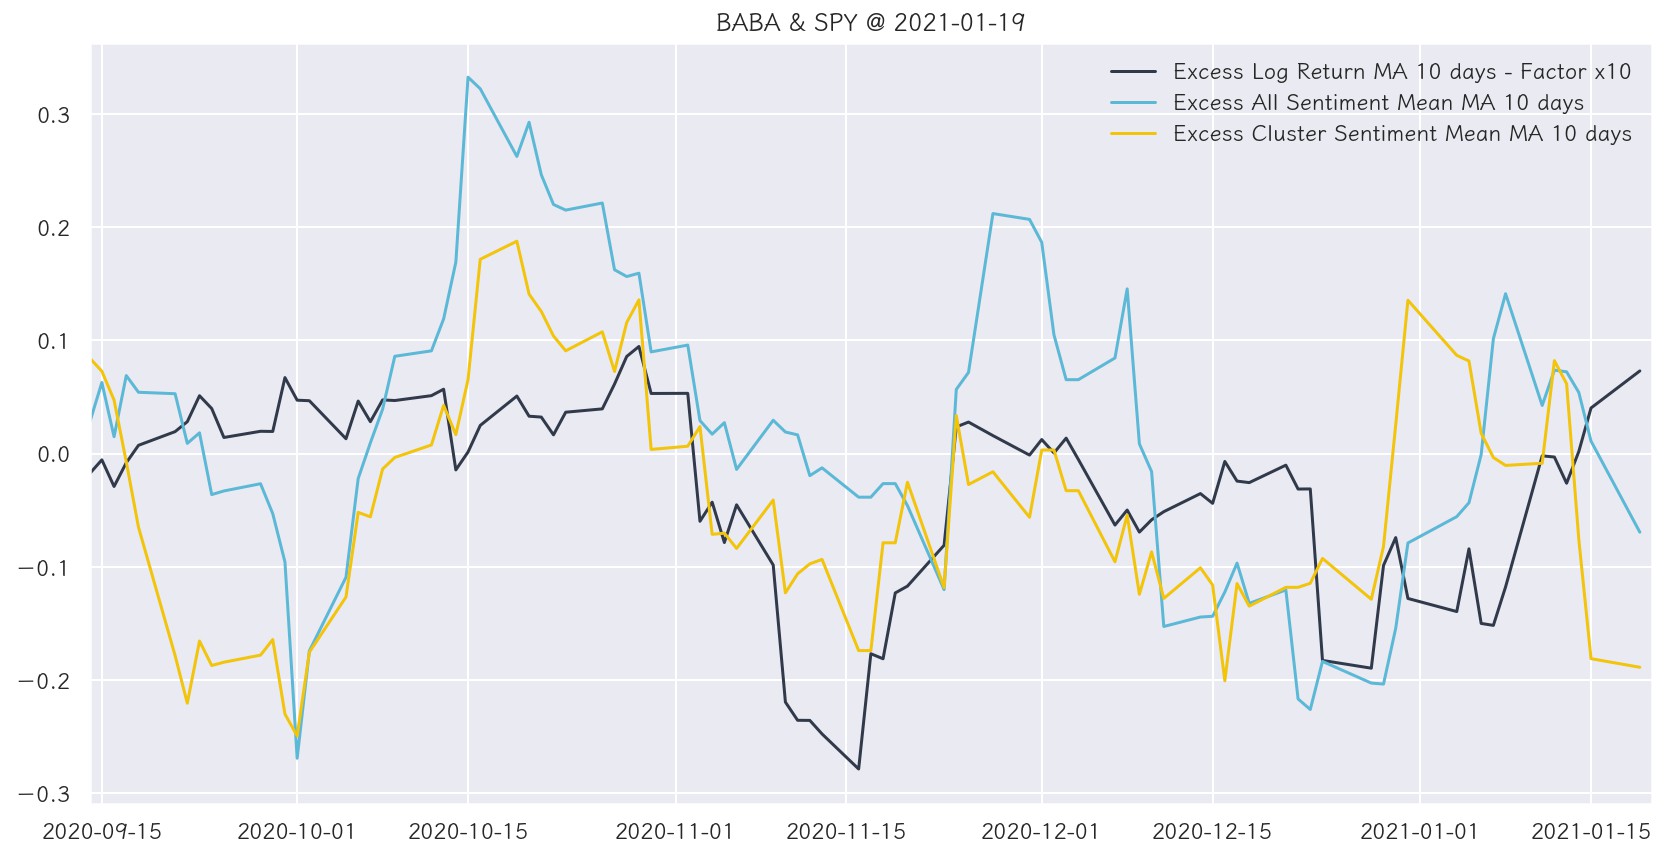 BABA & SPY @ 2021-01-19
Excess Log Return MA 10 days - Factor x10
Excess All Sentiment Mean MA 10 days
Excess Cluster Sentiment Mean MA 10 days
0.3
0.2
0.1
0.0
−0.1
−0.2
−0.3
2020-09-15 2020-10-01 2020-10-15 2020-11-01 2020-11-15 2020-12-01 2020-12-15 2021-01-01 2021-01-15